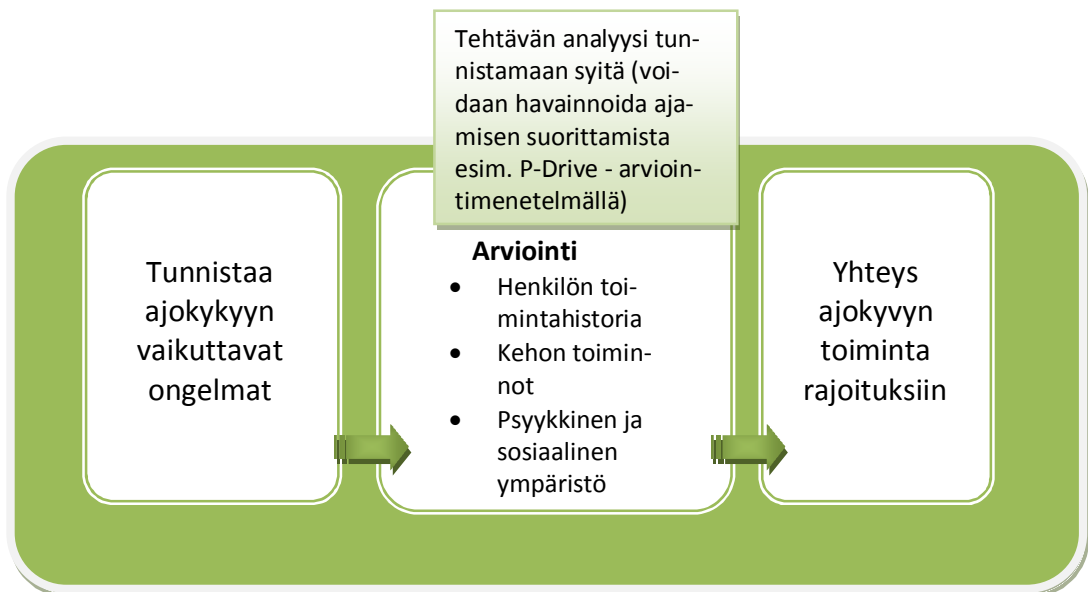 Tehtävän analyysi tun-
nistamaan syitä (voi-
daan havainnoida aja-
misen suorittamista
esim. P-Drive - arvioin-
timenetelmällä)
Tunnistaa
ajokykyyn
vaikuttavat
ongelmat
Arviointi
• Henkilön toi-
mintahistoria
• Kehon toimin-
not
• Psyykkinen ja
sosiaalinen
ympäristö
Yhteys
ajokyvyn
toiminta
rajoituksiin